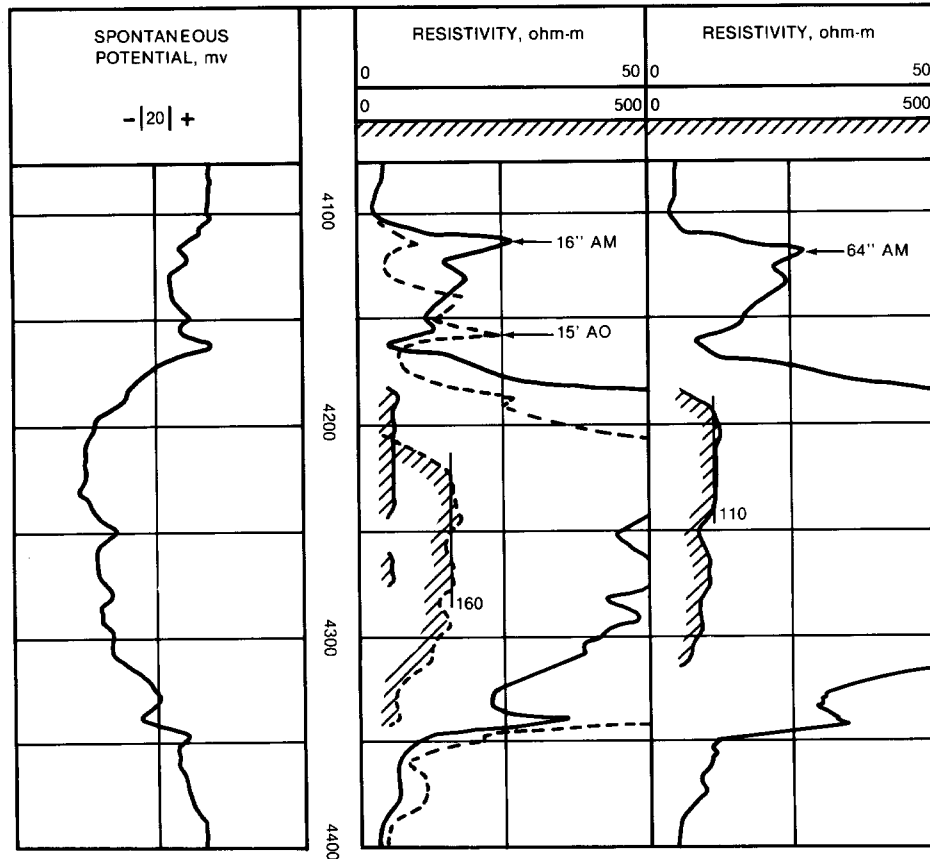 SPONTANEOUS
POTENTIAL, mv
-|20|+
RESISTIVITY, ohm-m
0 50
0 500
RESISTIVITY, ohm-m
0 50
0 500
4100
16" AM
64" AM
15' AO
4200
110
160
4300
4400